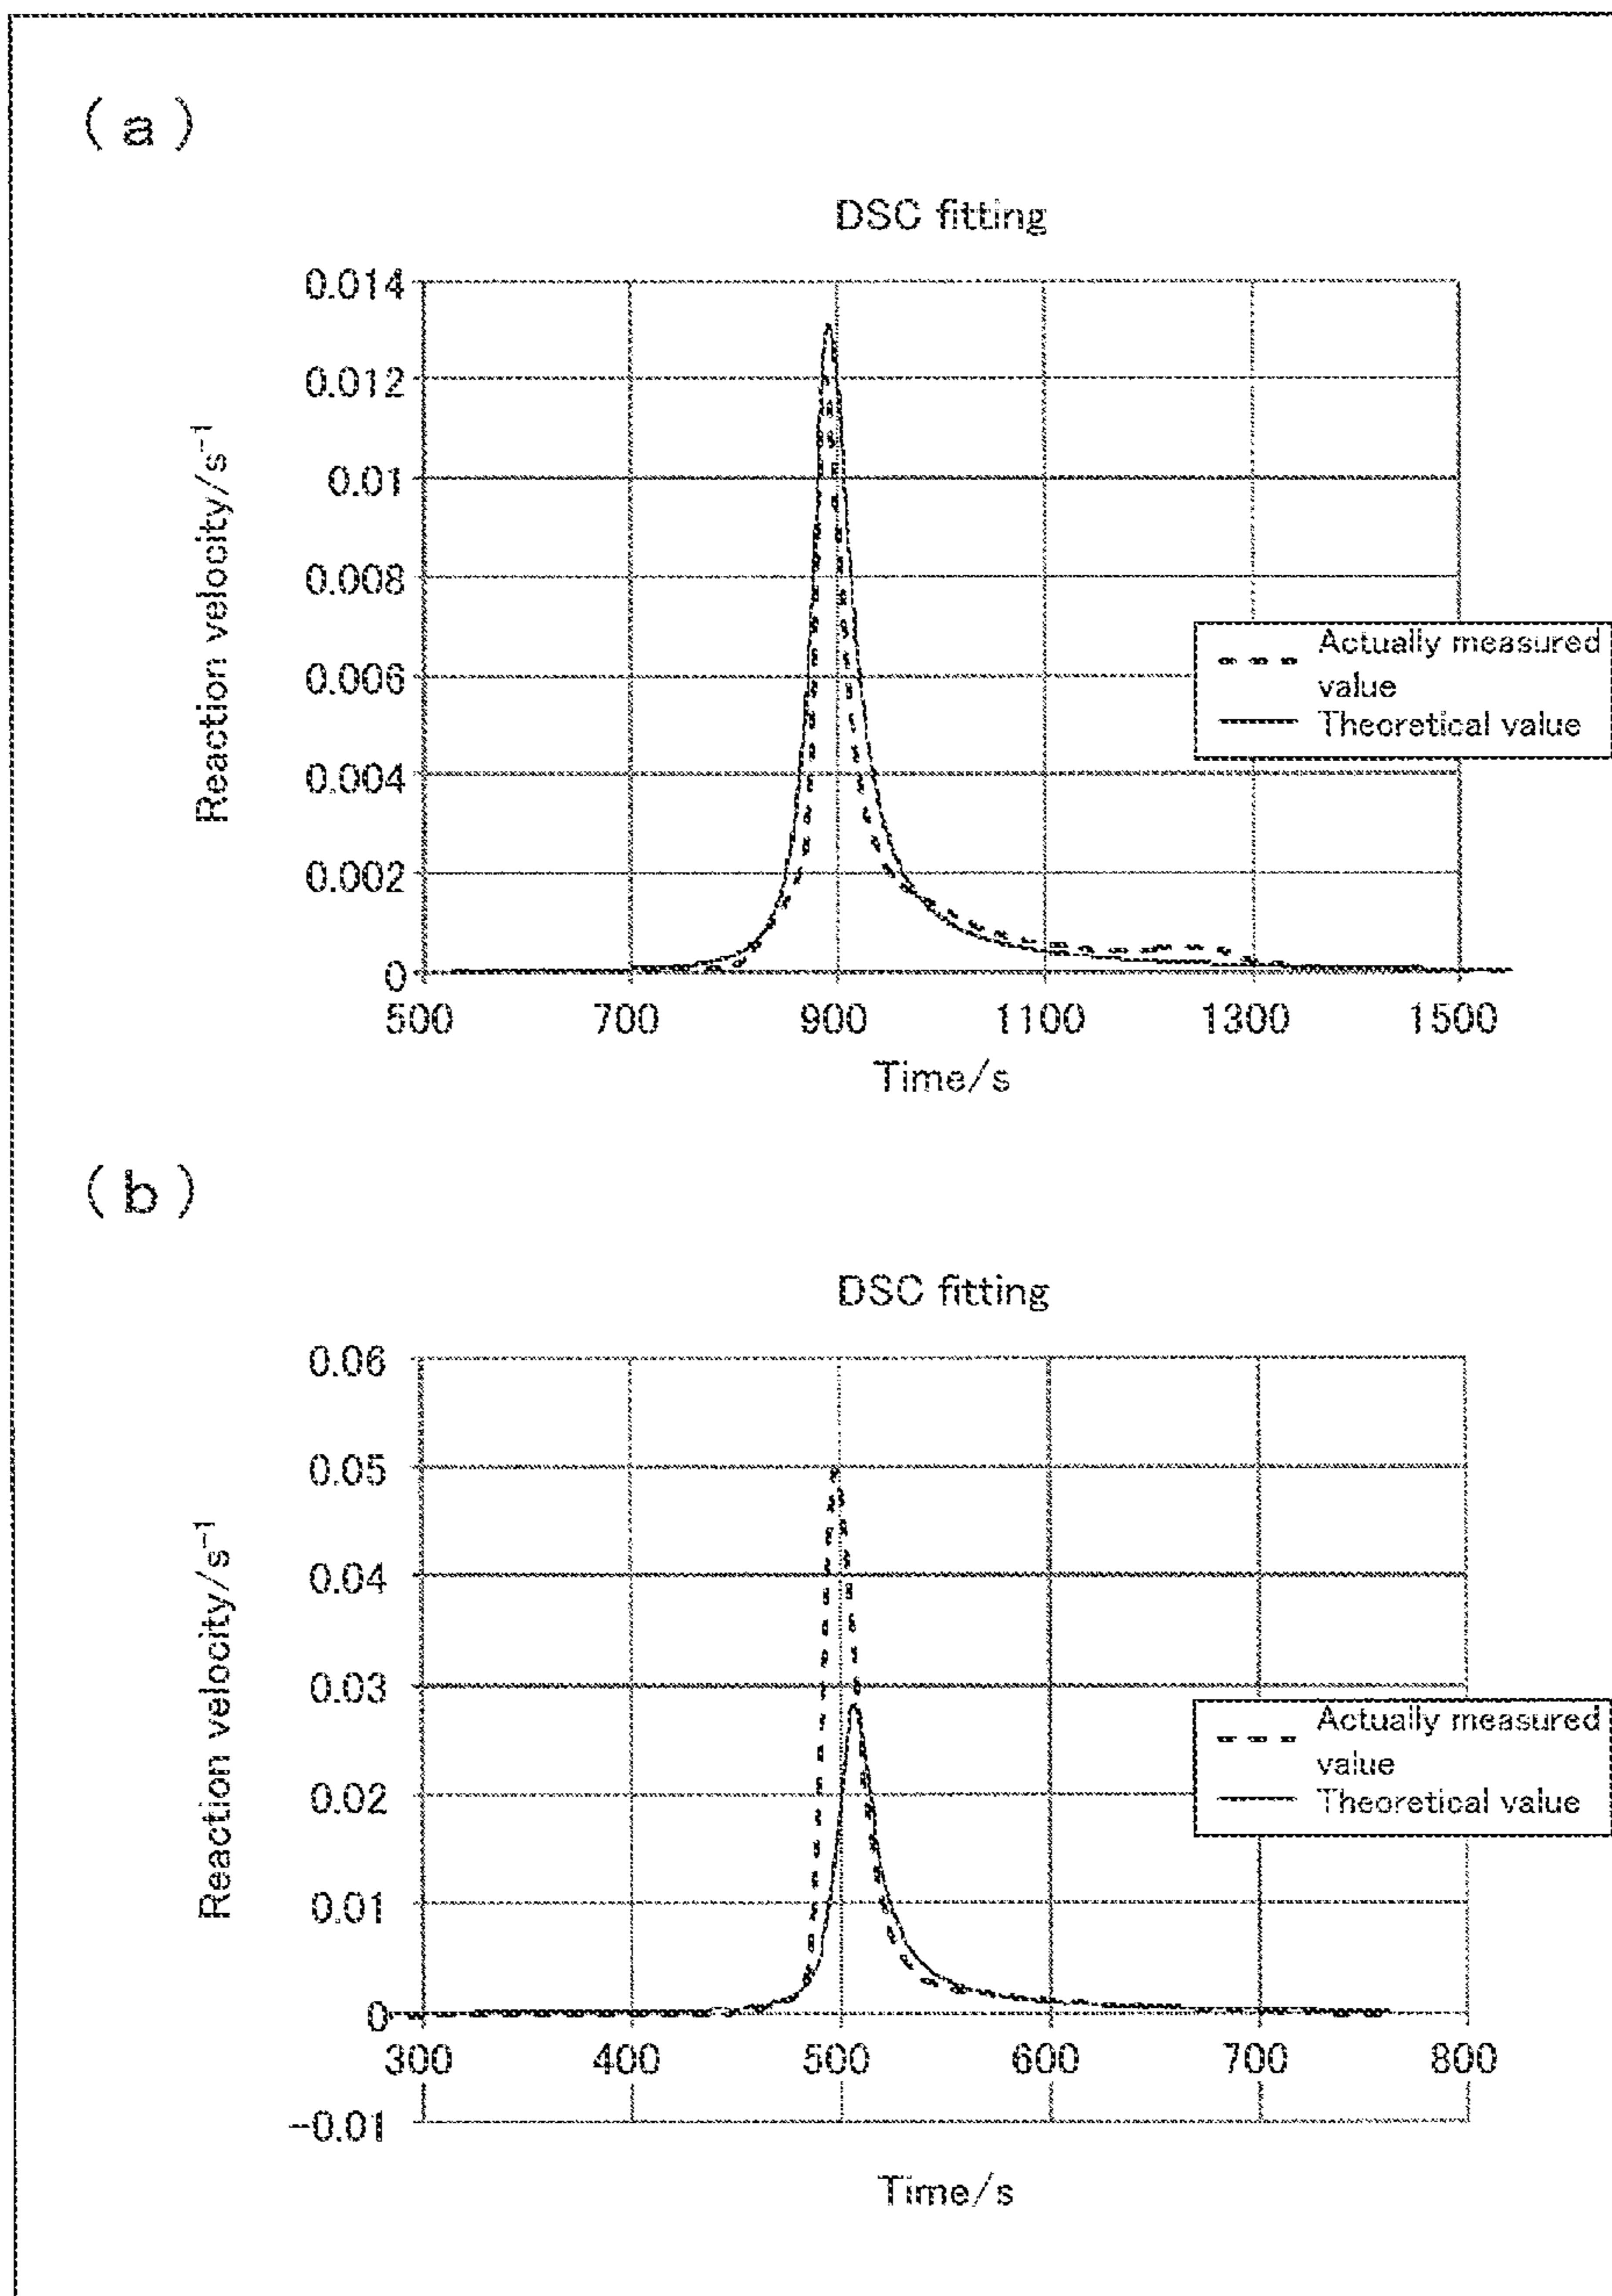 (a)
DSC fitting
0.014
0.012
0.01
0.008
0.006
0.004
0.002
0
Reaction velocity/s⁻¹
500 700 900 1100 1300 1500
Time/s
Actually measured
value
Theoretical value
(b)
DSC fitting
0.06
0.05
0.04
0.03
0.02
0.01
0
-0.01
Reaction velocity/s⁻¹
300 400 500 600 700 800
Time/s
Actually measured
value
Theoretical value